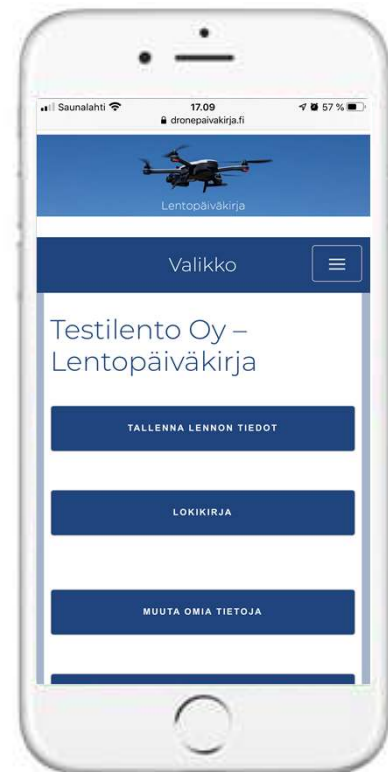 Saunalahti 17.09 57 %
dronepaivakirja.fi
Lentopäiväkirja
Valikko
Testilento Oy –
Lentopäiväkirja
TALLENNA LENNON TIEDOT
LOKIKIRJA
MUUTA OMIA TIETOJA